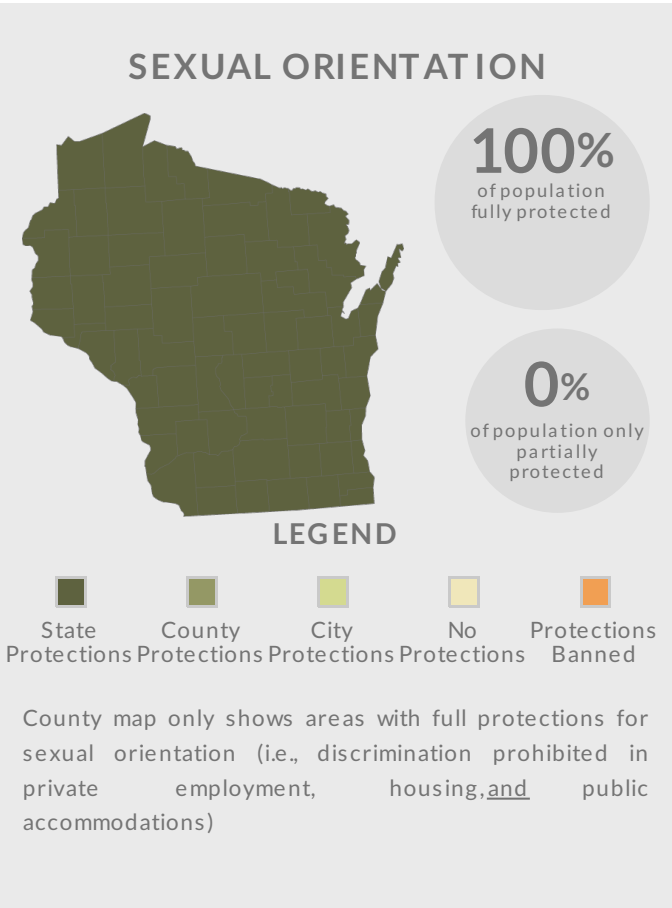 SEXUAL ORIENTATION
100%
of population
fully protected
0%
of population only
partially
protected
LEGEND
State
Protections
County
Protections
City
Protections
No
Protections
Protections
Banned
County map only shows areas with full protections for
sexual orientation (i.e., discrimination prohibited in
private employment, housing, and public
accommodations)